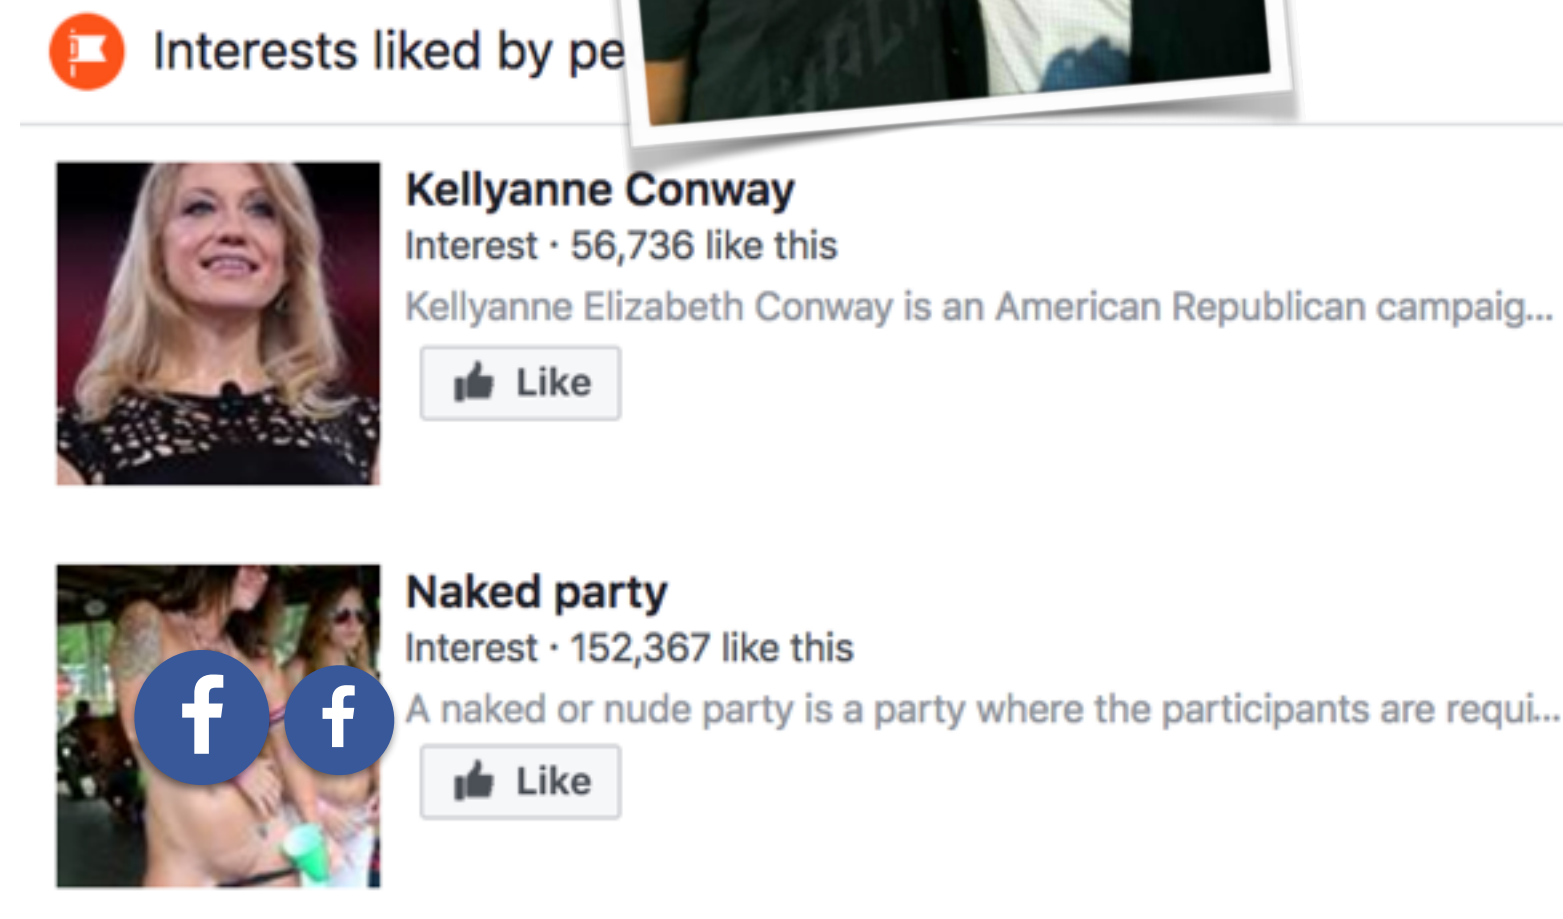 Interests liked by pe
Kellyanne Conway
Interest · 56,736 like this
Kellyanne Elizabeth Conway is an American Republican campaig...
Like
Naked party
Interest · 152,367 like this
A naked or nude party is a party where the participants are requi...
Like
f f